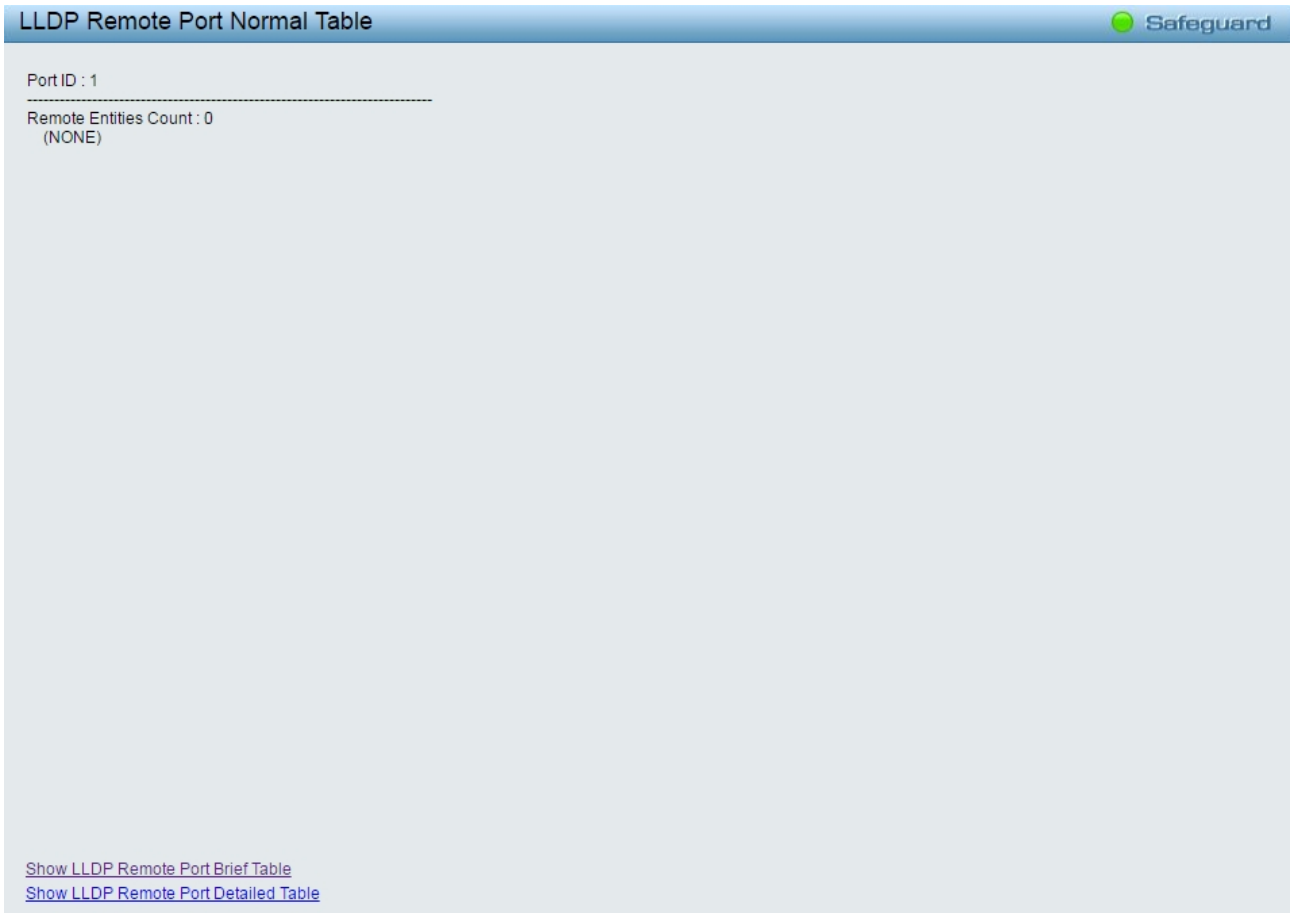 LLDP Remote Port Normal Table
Safeguard
Port ID : 1
--------------------------------------------------------------------------
Remote Entities Count : 0
(NONE)
Show LLDP Remote Port Brief Table
Show LLDP Remote Port Detailed Table